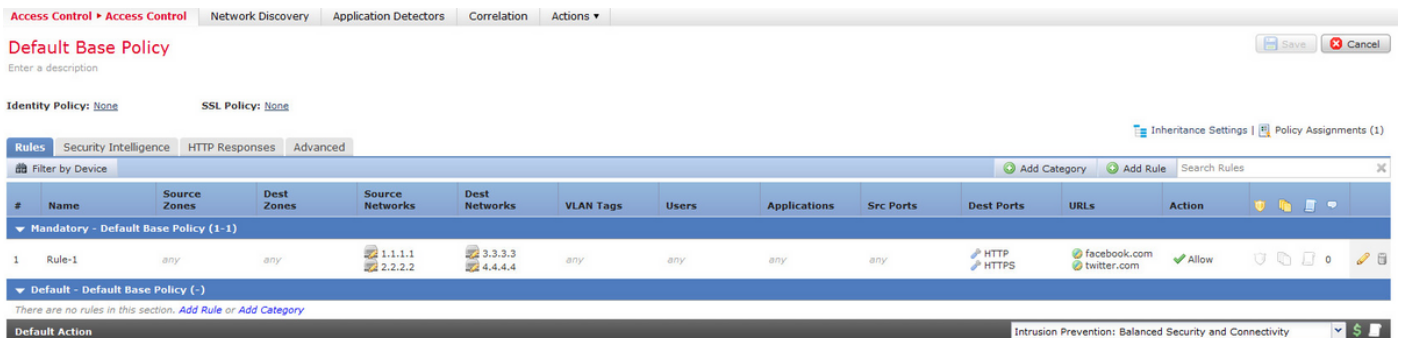 Access Control ▸ Access Control Network Discovery Application Detectors Correlation Actions ▼
Default Base Policy Save Cancel
Enter a description
Identity Policy: None SSL Policy: None
Inheritance Settings | Policy Assignments (1)
Rules Security Intelligence HTTP Responses Advanced
Filter by Device Add Category Add Rule Search Rules
# Name Source Zones Dest Zones Source Networks Dest Networks VLAN Tags Users Applications Src Ports Dest Ports URLs Action
Mandatory - Default Base Policy (1-1)
1 Rule-1 any any 1.1.1.1 3.3.3.3 any any any any HTTP facebook.com Allow 0
2.2.2.2 4.4.4.4 HTTPS twitter.com
Default - Default Base Policy (-)
There are no rules in this section. Add Rule or Add Category
Default Action Intrusion Prevention: Balanced Security and Connectivity $